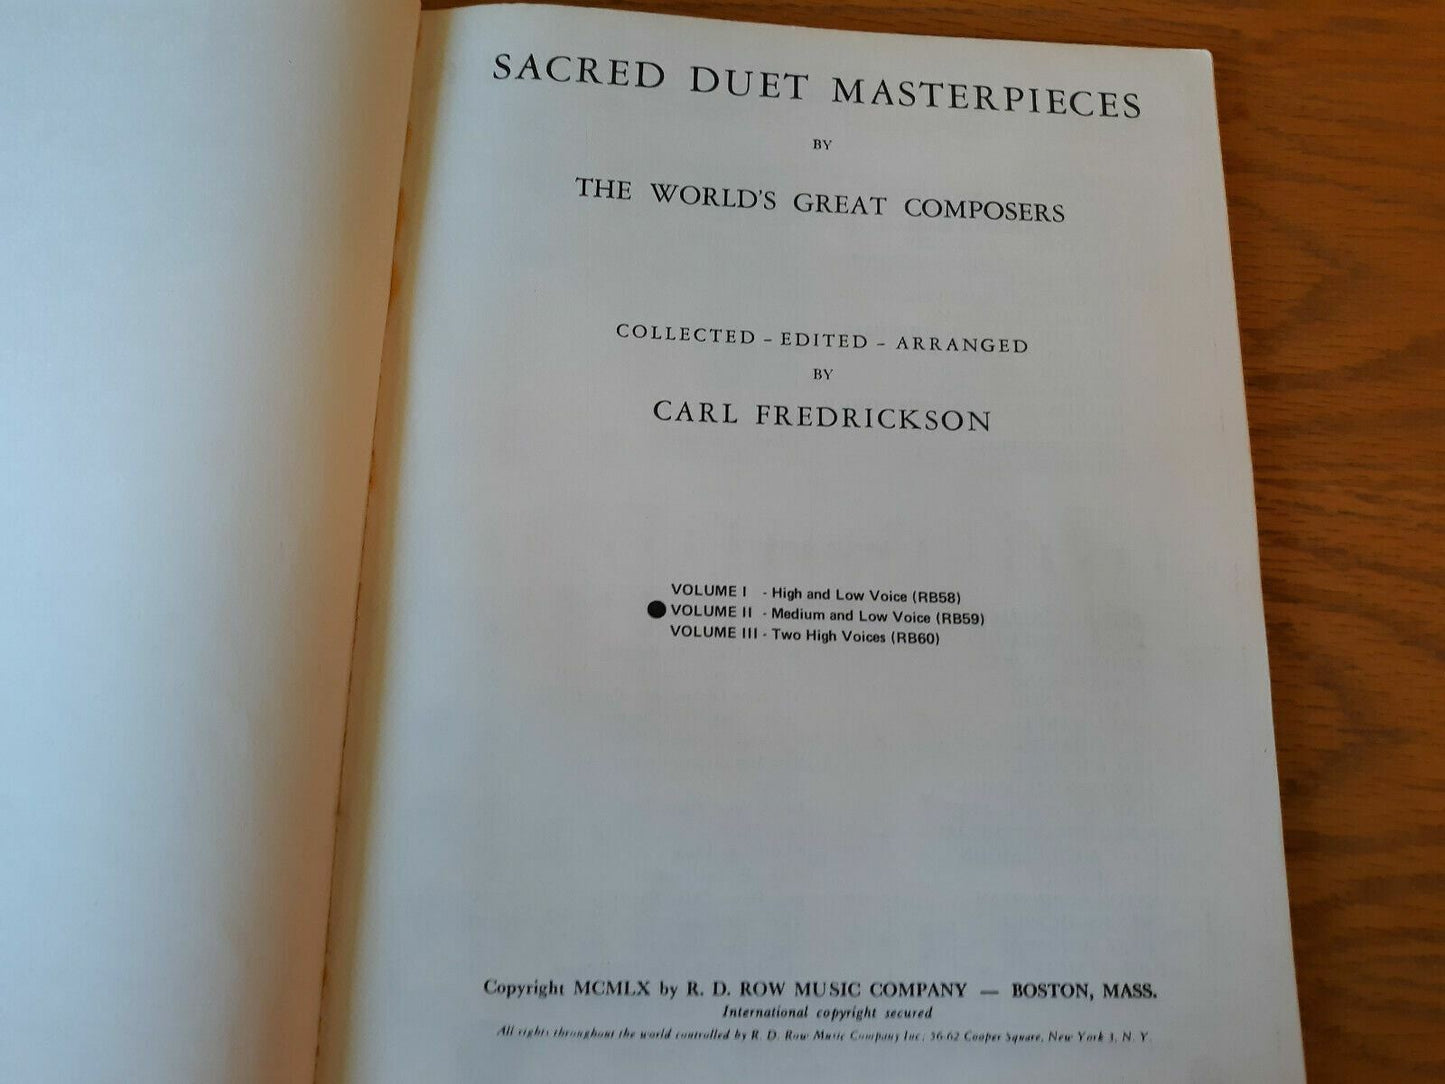 SACRED DUET MASTERPIECES
BY
THE WORLD'S GREAT COMPOSERS
COLLECTED - EDITED - ARRANGED
BY
CARL FREDRICKSON
VOLUME I - High and Low Voice (RB58)
VOLUME II - Medium and Low Voice (RB59)
VOLUME III - Two High Voices (RB60)
Copyright MCMLX by R. D. ROW MUSIC COMPANY — BOSTON, MASS.
International copyright secured
All rights throughout the world controlled by R. D. Row Music Company Inc., 56-62 Cooper Square, New York 3, N. Y.